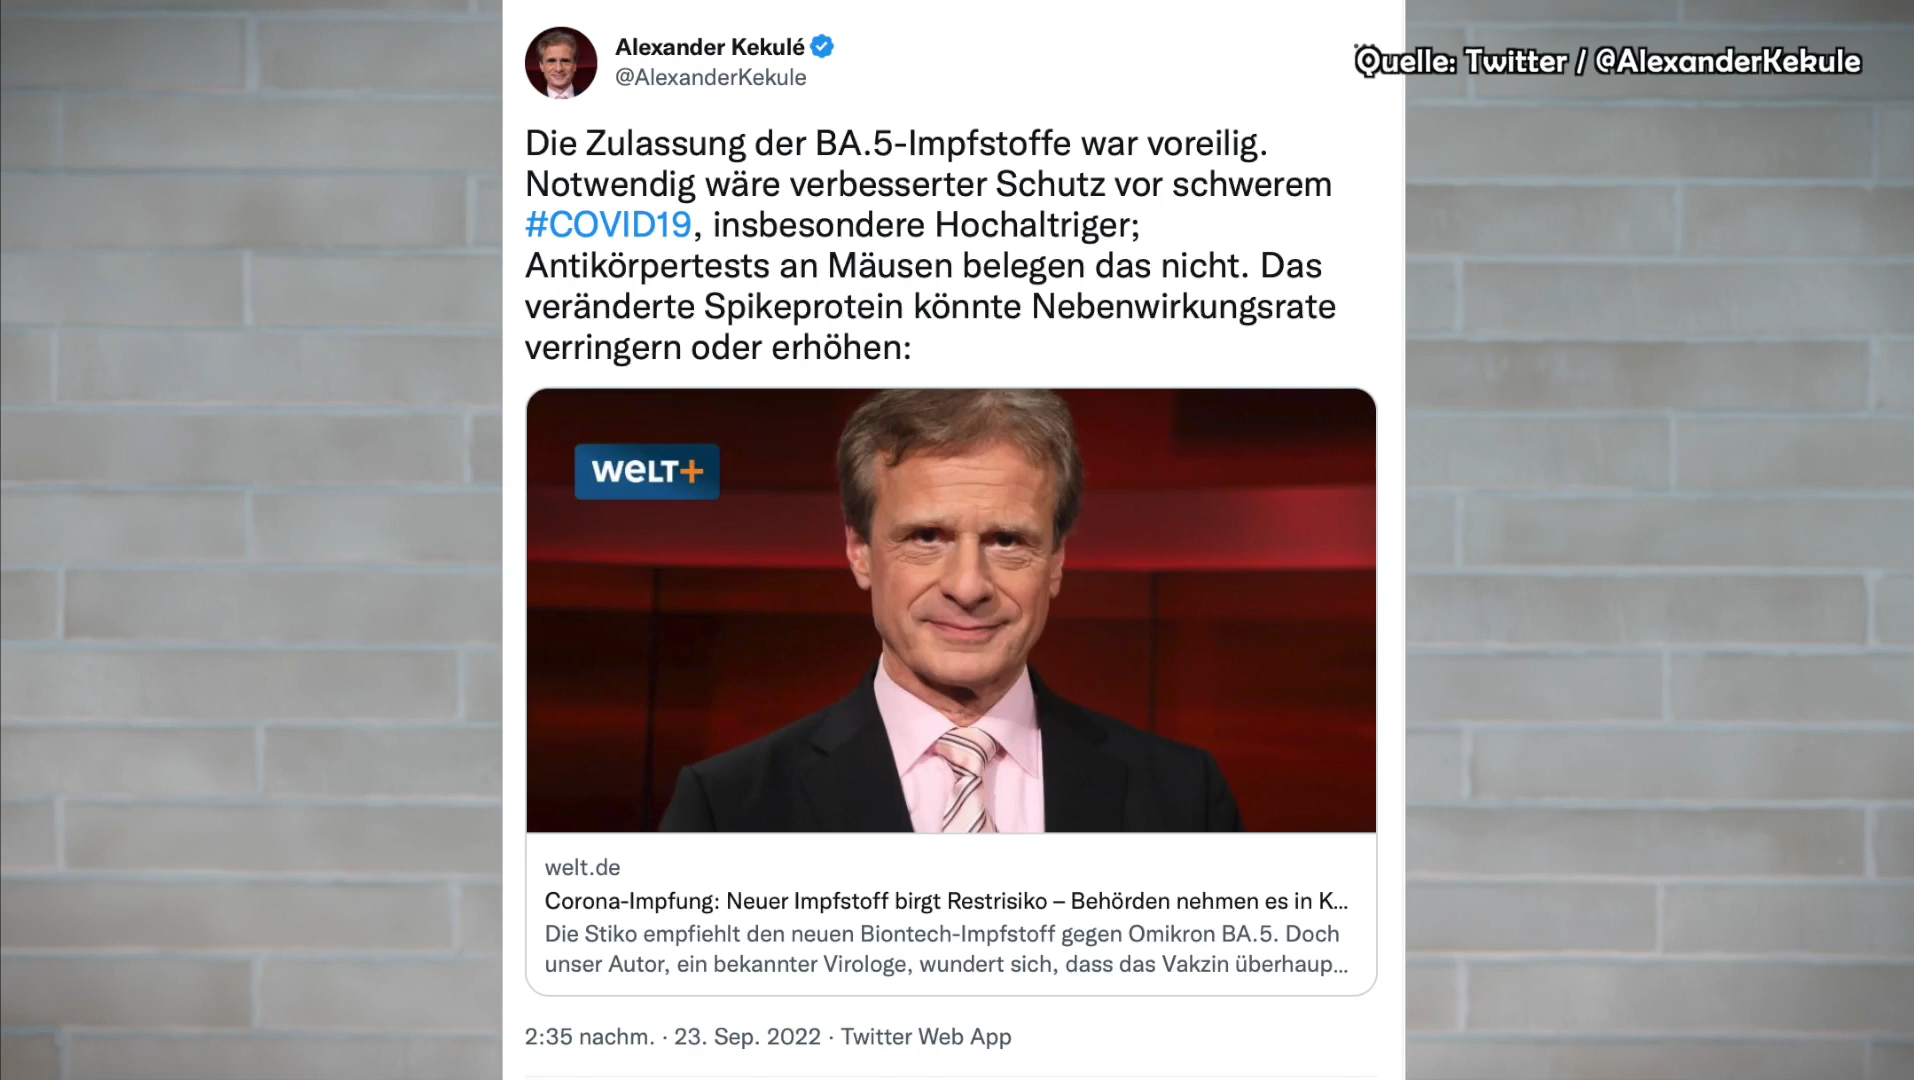 Alexander Kekulé
@AlexanderKekule
Quelle: Twitter / @AlexanderKekule
Die Zulassung der BA.5-Impfstoffe war voreilig.
Notwendig wäre verbesserter Schutz vor schwerem
#COVID19, insbesondere Hochaltriger;
Antikörpertests an Mäusen belegen das nicht. Das
veränderte Spikeprotein könnte Nebenwirkungsrate
verringern oder erhöhen:
WELT+
welt.de
Corona-Impfung: Neuer Impfstoff birgt Restrisiko – Behörden nehmen es in K...
Die Stiko empfiehlt den neuen Biontech-Impfstoff gegen Omikron BA.5. Doch
unser Autor, ein bekannter Virologe, wundert sich, dass das Vakzin überhaup...
2:35 nachm. · 23. Sep. 2022 · Twitter Web App